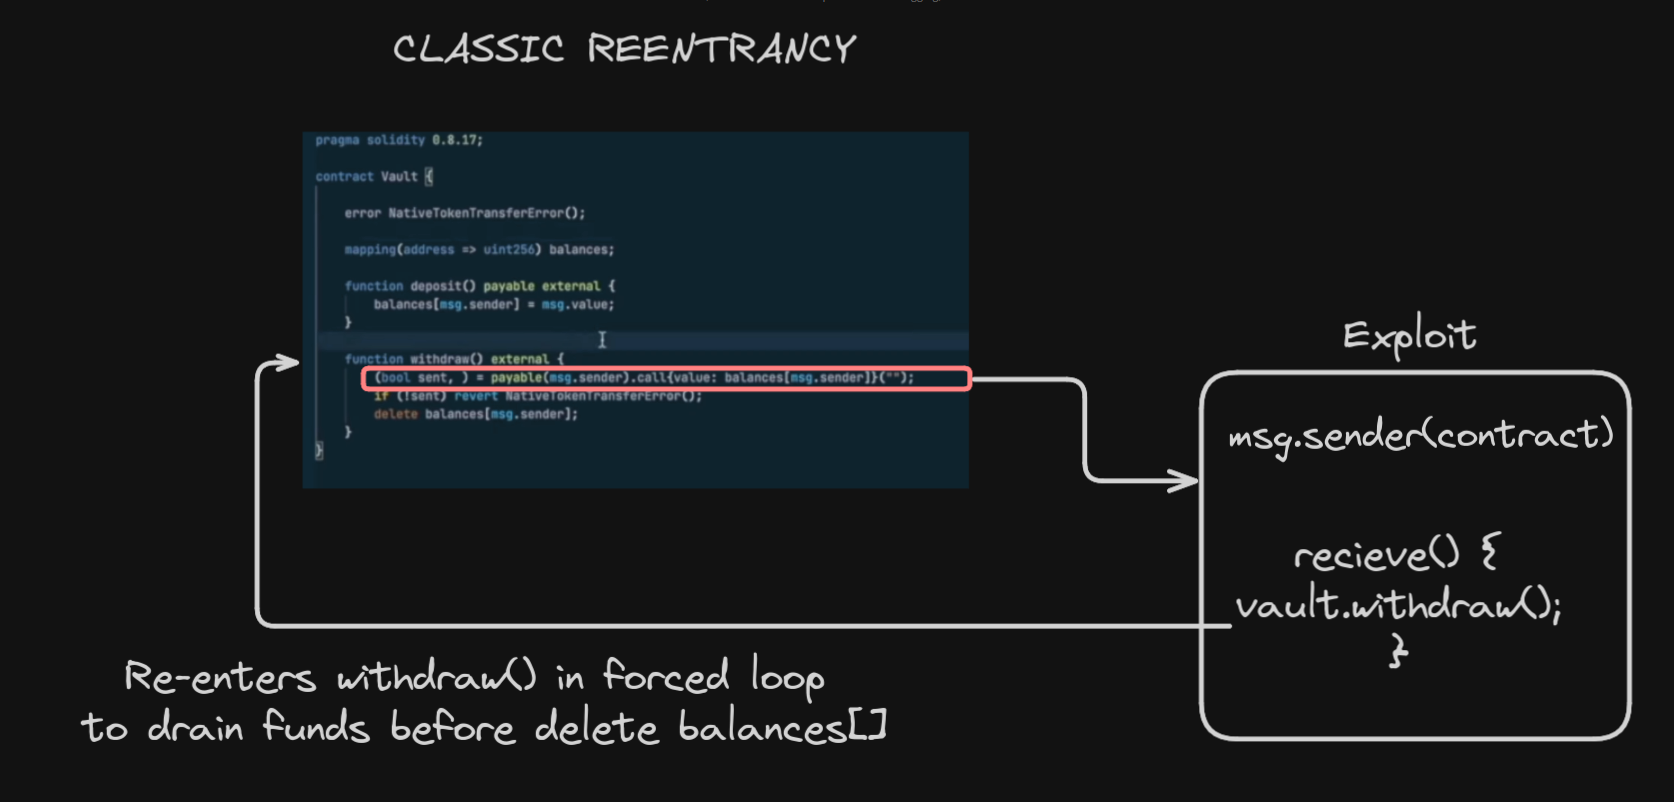 CLASSIC REENTRANCY
pragma solidity 0.8.17;
contract Vault {
error NativeTokenTransferError();
mapping(address => uint256) balances;
function deposit() payable external {
balances[msg.sender] = msg.value;
}
function withdraw() external {
(bool sent, ) = payable(msg.sender).call{value: balances[msg.sender]}("");
if (!sent) revert NativeTokenTransferError();
delete balances[msg.sender];
}
}
Exploit
msg.sender(contract)
recieve() {
vault.withdraw();
}
Re-enters withdraw() in forced loop
to drain funds before delete balances[]